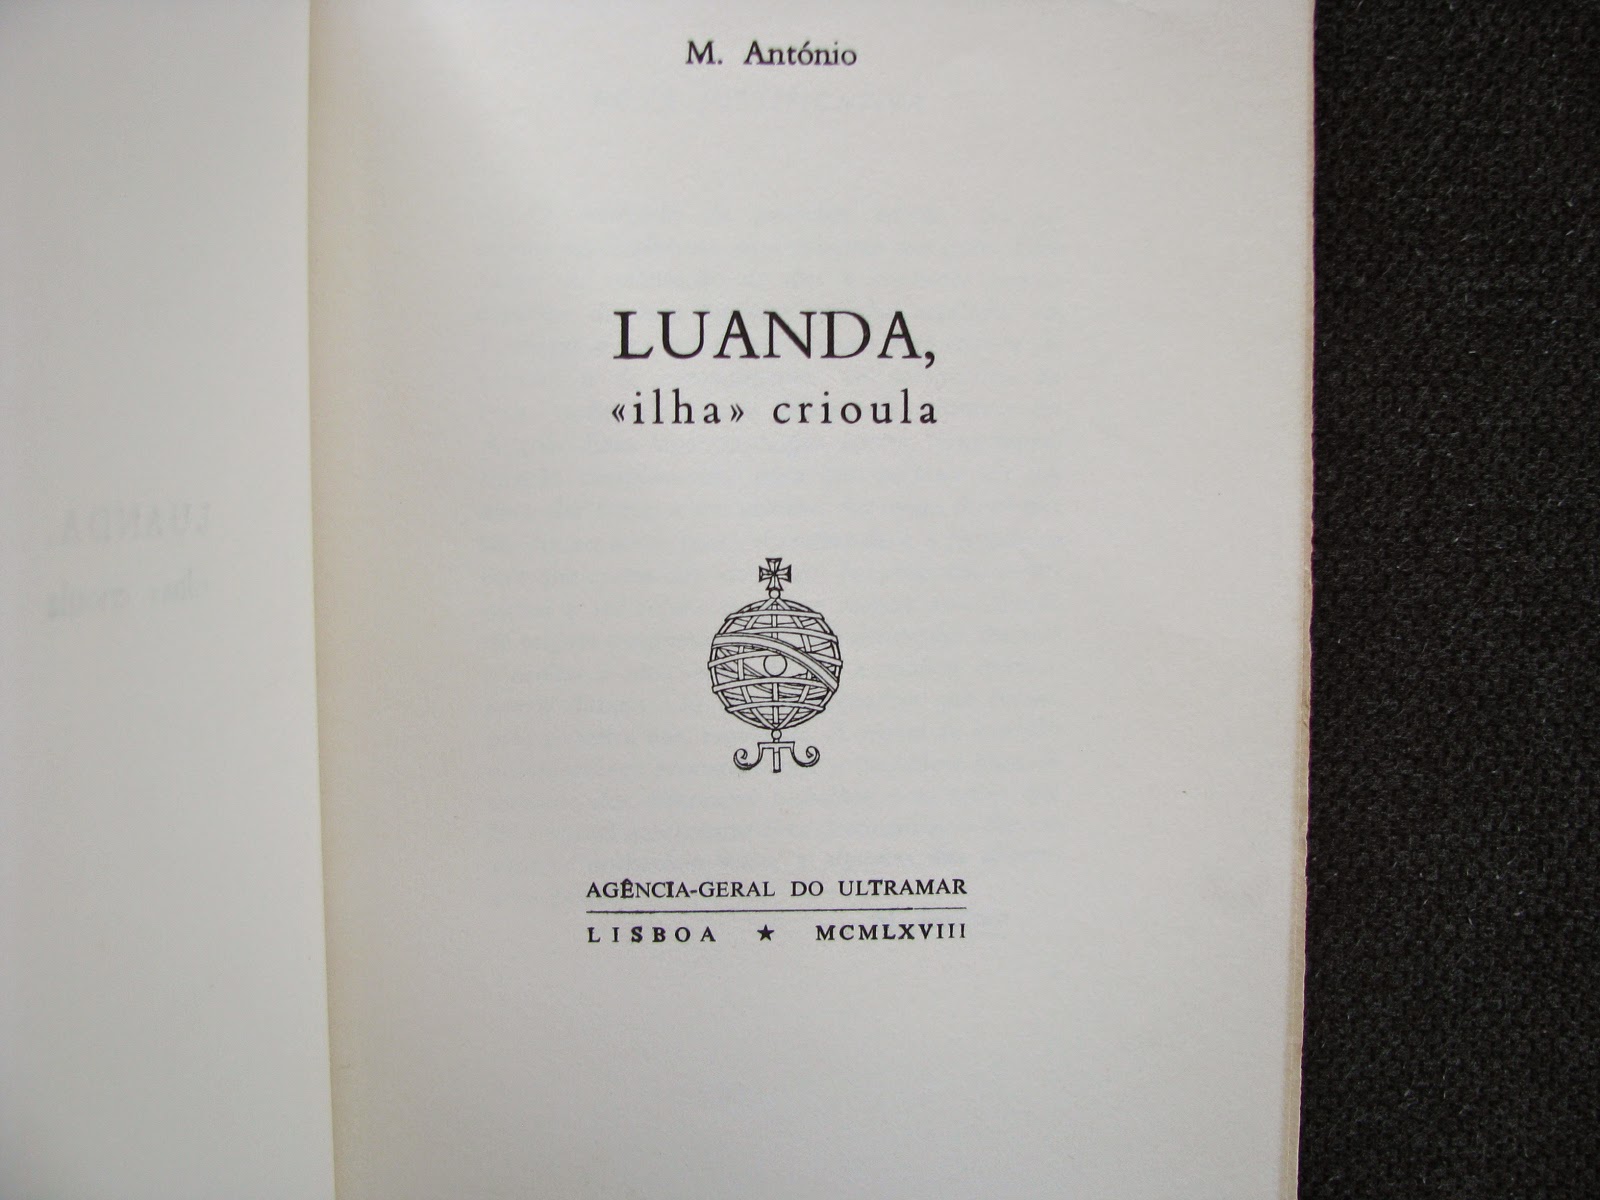 M. António
LUANDA,
«ilha» crioula
AGÊNCIA-GERAL DO ULTRAMAR
LISBOA ★ MCMLXVIII